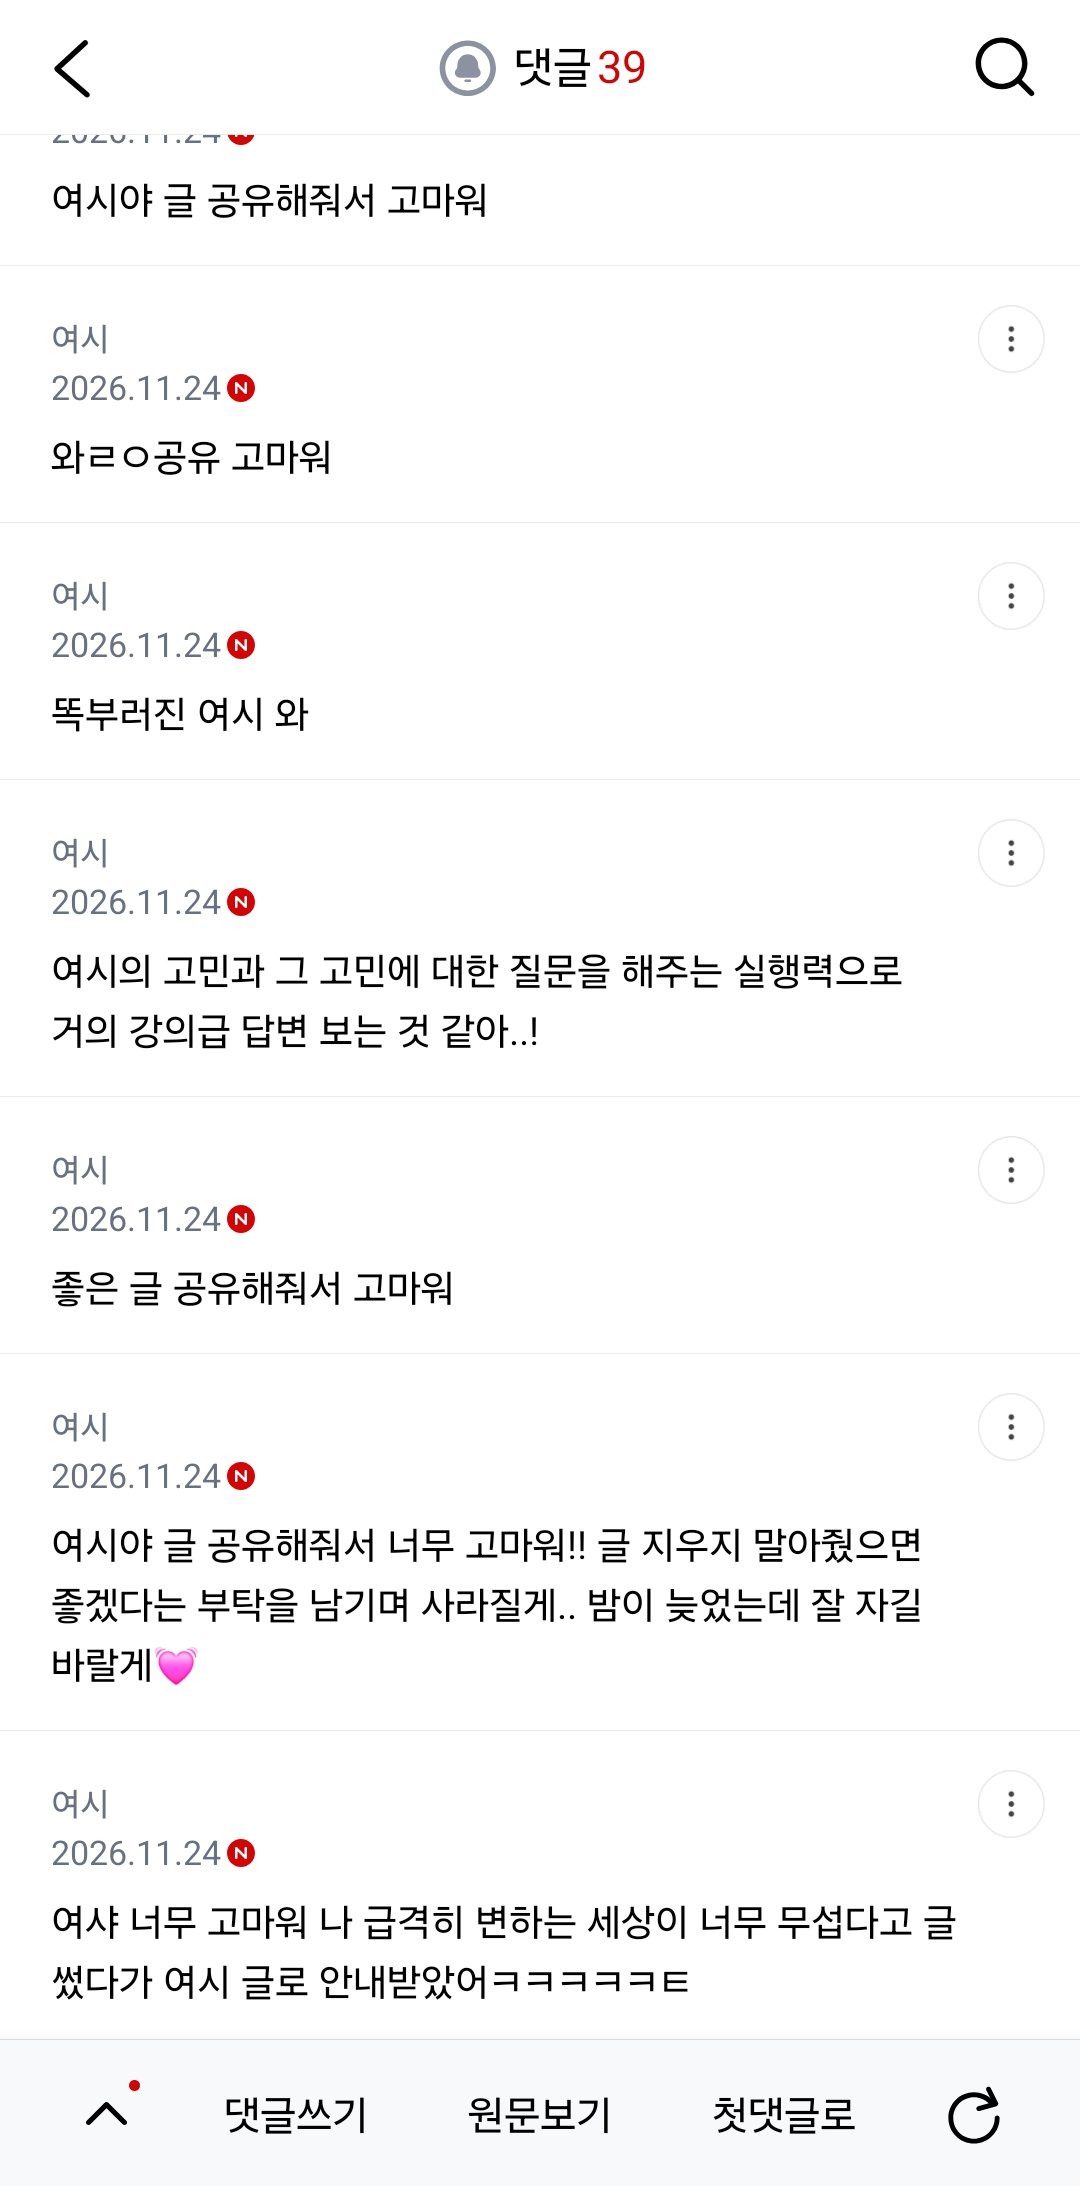 댓글 39
2026.11.24 N
여시야 글 공유해줘서 고마워
여시
2026.11.24 N
와ㄹㅇ공유 고마워
여시
2026.11.24 N
똑부러진 여시 와
여시
2026.11.24 N
여시의 고민과 그 고민에 대한 질문을 해주는 실행력으로
거의 강의급 답변 보는 것 같아..!
여시
2026.11.24 N
좋은 글 공유해줘서 고마워
여시
2026.11.24 N
여시야 글 공유해줘서 너무 고마워!! 글 지우지 말아줬으면
좋겠다는 부탁을 남기며 사라질게.. 밤이 늦었는데 잘 자길
바랄게💓
여시
2026.11.24 N
여샤 너무 고마워 나 급격히 변하는 세상이 너무 무섭다고 글
썼다가 여시 글로 안내받았어ㅋㅋㅋㅋㅋㅌ
댓글쓰기 원문보기 첫댓글로